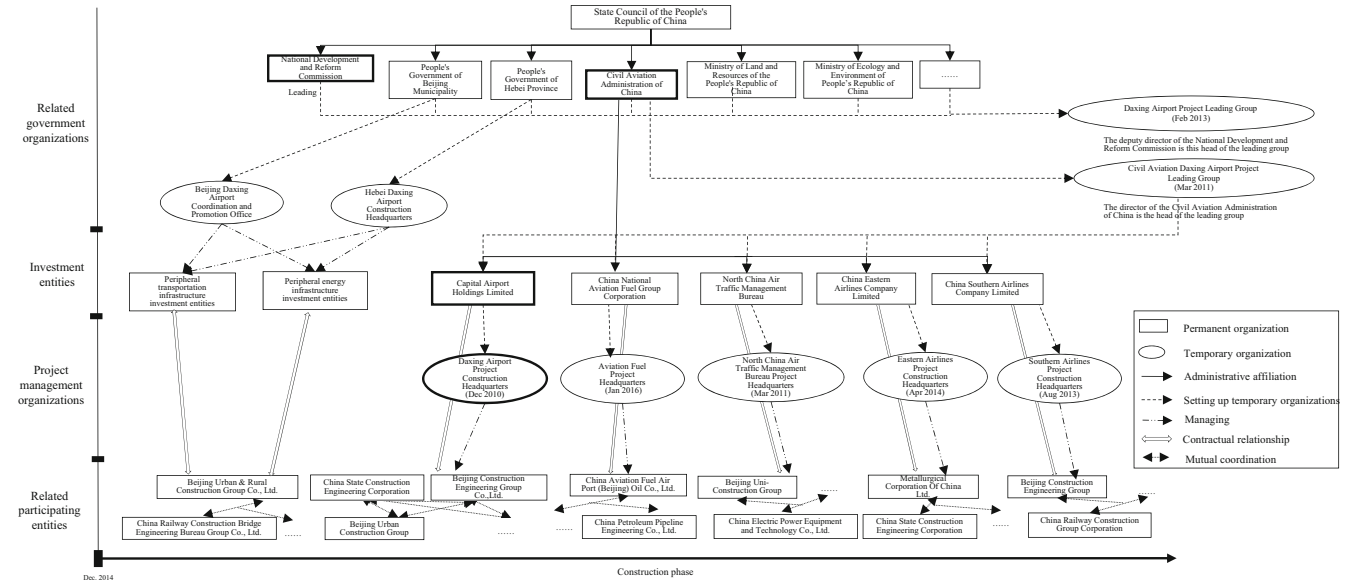 State Council of the People's
Republic of China
National Development
and Reform
Commission
People's
Government of
Beijing
Municipality
People's
Government of
Hebei Province
Civil Aviation
Administration of
China
Ministry of Land and
Resources of the
People's Republic of
China
Ministry of Ecology and
Environment of
People's Republic of
China
......
Leading
Related
government
organizations
Daxing Airport Project Leading Group
(Feb 2013)
The deputy director of the National Development and
Reform Commission is this head of the leading group
Civil Aviation Daxing Airport Project
Leading Group
(Mar 2011)
The director of the Civil Aviation Administration
of China is the head of the leading group
Beijing Daxing
Airport
Coordination and
Promotion Office
Hebei Daxing
Airport
Construction
Headquarters
Investment
entities
Peripheral
transportation
infrastructure
investment entities
Peripheral energy
infrastructure
investment entities
Capital Airport
Holdings Limited
China National
Aviation Fuel Group
Corporation
North China Air
Traffic Management
Bureau
China Eastern
Airlines Company
Limited
China Southern Airlines
Company Limited
Project
management
organizations
Daxing Airport
Project
Construction
Headquarters
(Dec 2010)
Aviation Fuel
Project
Headquarters
(Jan 2016)
North China Air
Traffic Management
Bureau Project
Headquarters
(Mar 2011)
Eastern Airlines
Project
Construction
Headquarters
(Apr 2014)
Southern Airlines
Project
Construction
Headquarters
(Aug 2013)
Permanent organization
Temporary organization
Administrative affiliation
Setting up temporary organizations
Managing
Contractual relationship
Mutual coordination
Related
participating
entities
Beijing Urban & Rural
Construction Group Co., Ltd.
China State Construction
Engineering Corporation
Beijing Construction
Engineering Group
Co.,Ltd.
China Aviation Fuel Air
Port (Beijing) Oil Co., Ltd.
Beijing Uni-
Construction Group
Metallurgical
Corporation Of China
Ltd.
Beijing Construction
Engineering Group
China Railway Construction Bridge
Engineering Bureau Group Co., Ltd.
......
Beijing Urban
Construction Group
......
......
China Petroleum Pipeline
Engineering Co., Ltd.
China Electric Power Equipment
and Technology Co., Ltd.
......
China State Construction
Engineering Corporation
......
China Railway Construction
Group Corporation
......
Dec. 2014
Construction phase